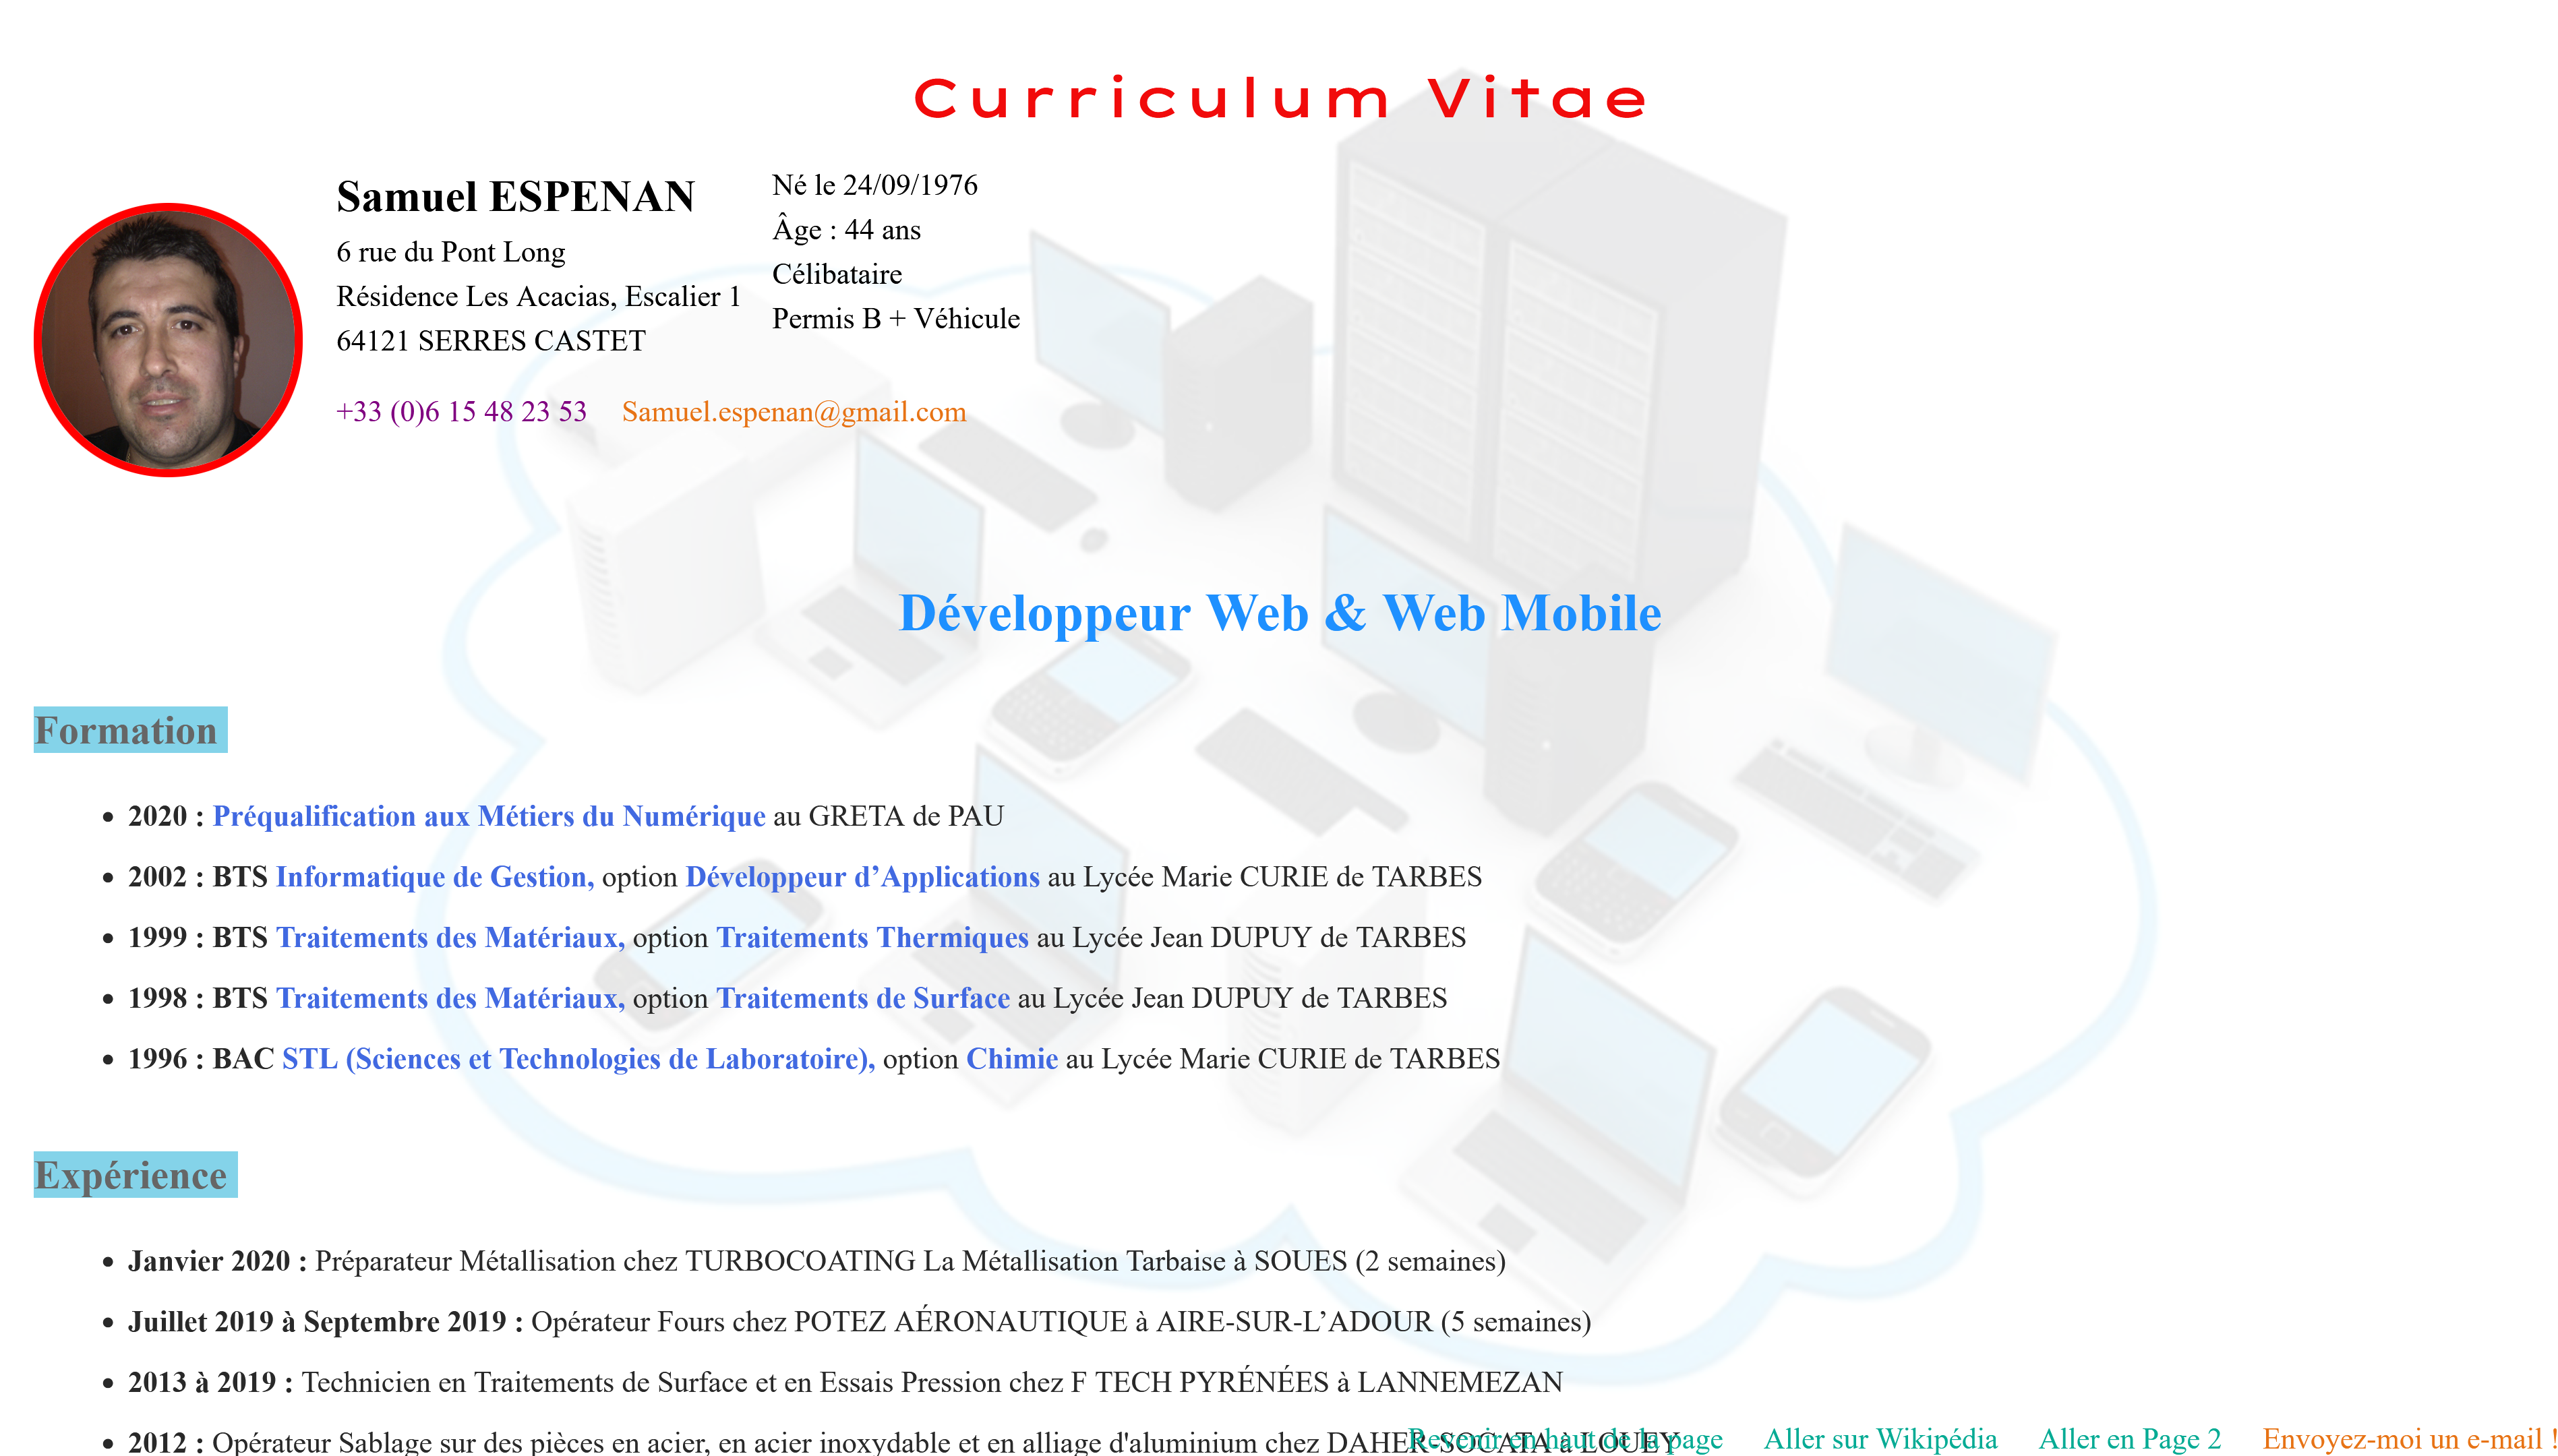 Curriculum Vitae
Samuel ESPENAN
6 rue du Pont Long
Résidence Les Acacias, Escalier 1
64121 SERRES CASTET
Né le 24/09/1976
Âge : 44 ans
Célibataire
Permis B + Véhicule
+33 (0)6 15 48 23 53 Samuel.espenan@gmail.com
Développeur Web & Web Mobile
Formation
2020 : Préqualification aux Métiers du Numérique au GRETA de PAU
2002 : BTS Informatique de Gestion, option Développeur d’Applications au Lycée Marie CURIE de TARBES
1999 : BTS Traitements des Matériaux, option Traitements Thermiques au Lycée Jean DUPUY de TARBES
1998 : BTS Traitements des Matériaux, option Traitements de Surface au Lycée Jean DUPUY de TARBES
1996 : BAC STL (Sciences et Technologies de Laboratoire), option Chimie au Lycée Marie CURIE de TARBES
Expérience
Janvier 2020 : Préparateur Métallisation chez TURBOCOATING La Métallisation Tarbaise à SOUES (2 semaines)
Juillet 2019 à Septembre 2019 : Opérateur Fours chez POTEZ AÉRONAUTIQUE à AIRE-SUR-L’ADOUR (5 semaines)
2013 à 2019 : Technicien en Traitements de Surface et en Essais Pression chez F TECH PYRÉNÉES à LANNEMEZAN
2012 : Opérateur Sablage sur des pièces en acier, en acier inoxydable et en alliage d'aluminium chez DAHER-SOCATA à LOUEY
Revenir en haut de la page Aller sur Wikipédia Aller en Page 2 Envoyez-moi un e-mail !